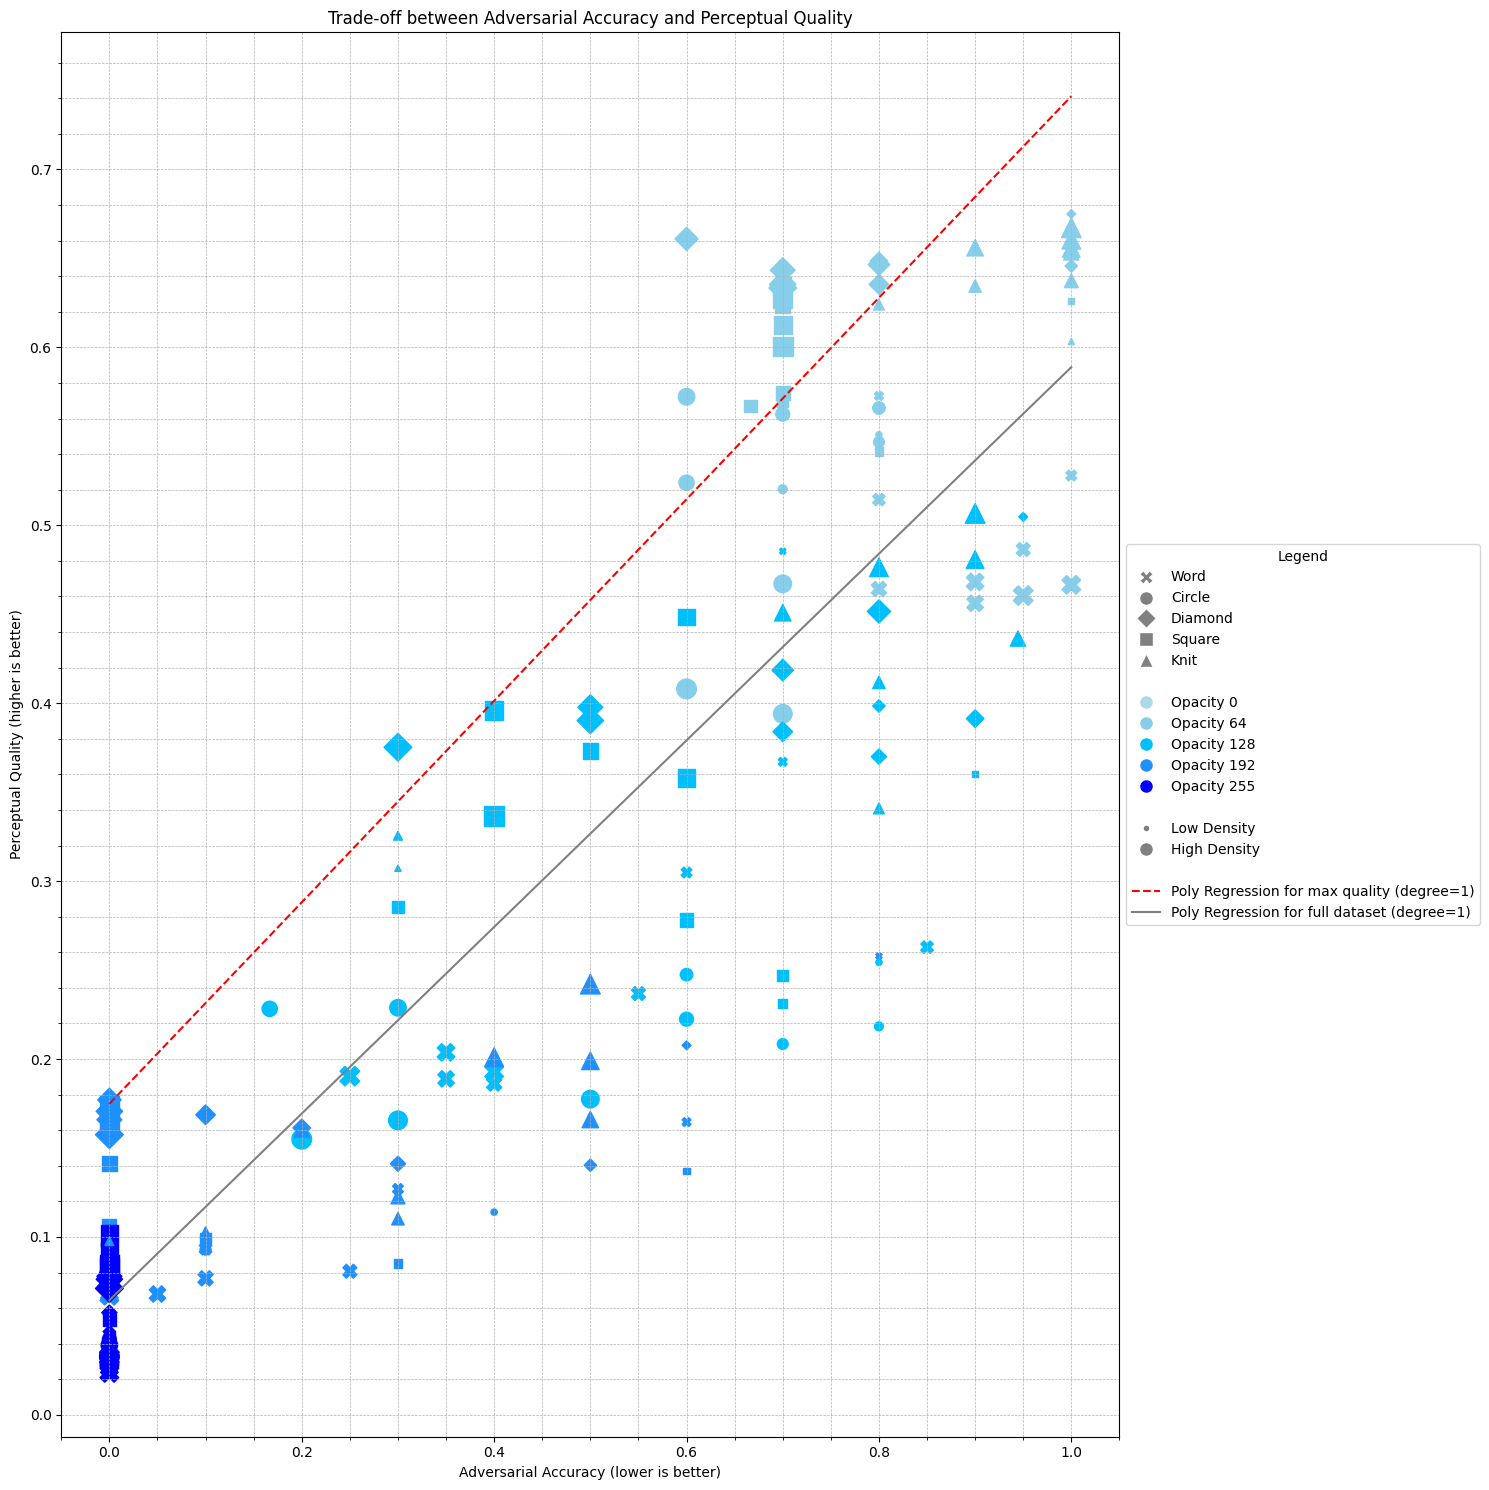 Trade-off between Adversarial Accuracy and Perceptual Quality
Perceptual Quality (higher is better)
0.7
0.6
0.5
0.4
0.3
0.2
0.1
0.0
0.0 0.2 0.4 0.6 0.8 1.0
Adversarial Accuracy (lower is better)
Legend
Word
Circle
Diamond
Square
Knit
Opacity 0
Opacity 64
Opacity 128
Opacity 192
Opacity 255
Low Density
High Density
Poly Regression for max quality (degree=1)
Poly Regression for full dataset (degree=1)